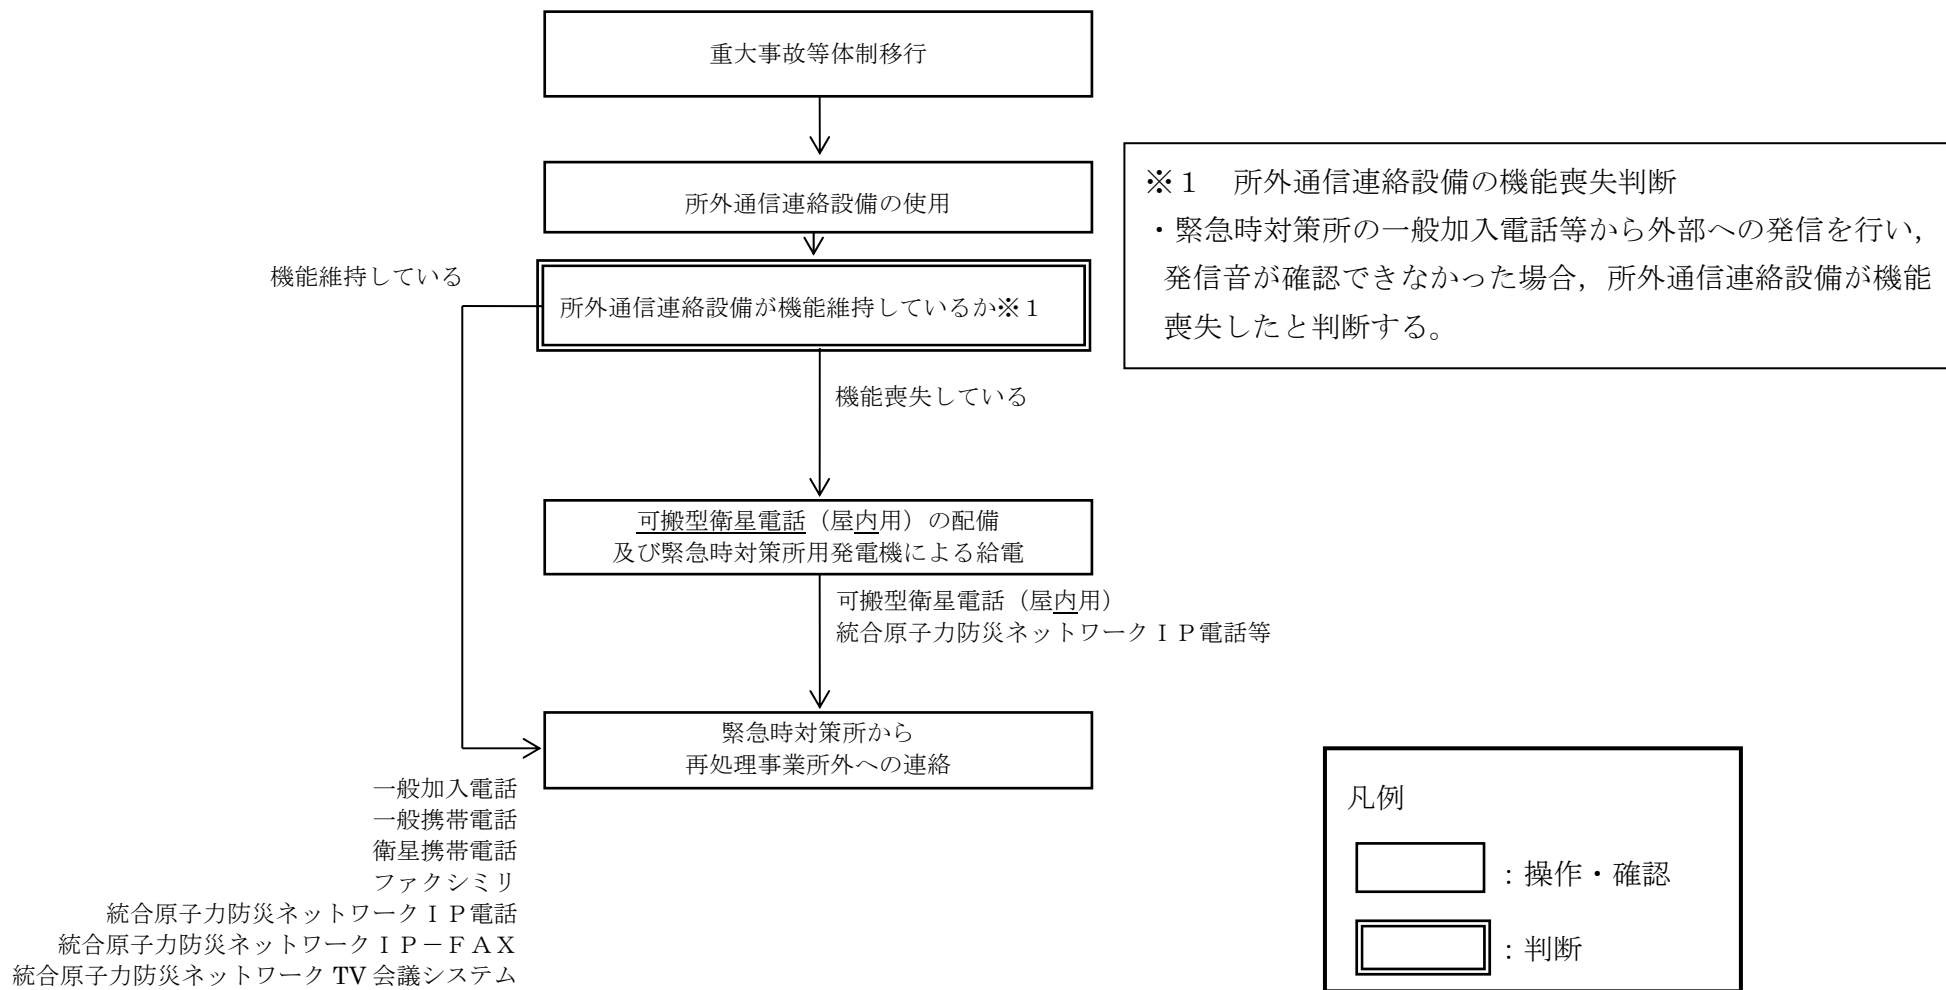 重大事故等体制移行
所外通信連絡設備の使用
機能維持している
所外通信連絡設備が機能維持しているか※１
※１　所外通信連絡設備の機能喪失判断
・緊急時対策所の一般加入電話等から外部への発信を行い，
発信音が確認できなかった場合，所外通信連絡設備が機能
喪失したと判断する。
機能喪失している
可搬型衛星電話（屋内用）の配備
及び緊急時対策所用発電機による給電
可搬型衛星電話（屋内用）
統合原子力防災ネットワークＩＰ電話等
緊急時対策所から
再処理事業所外への連絡
一般加入電話
一般携帯電話
衛星携帯電話
ファクシミリ
統合原子力防災ネットワークＩＰ電話
統合原子力防災ネットワークＩＰ－ＦＡＸ
統合原子力防災ネットワーク TV 会議システム
凡例
：操作・確認
：判断